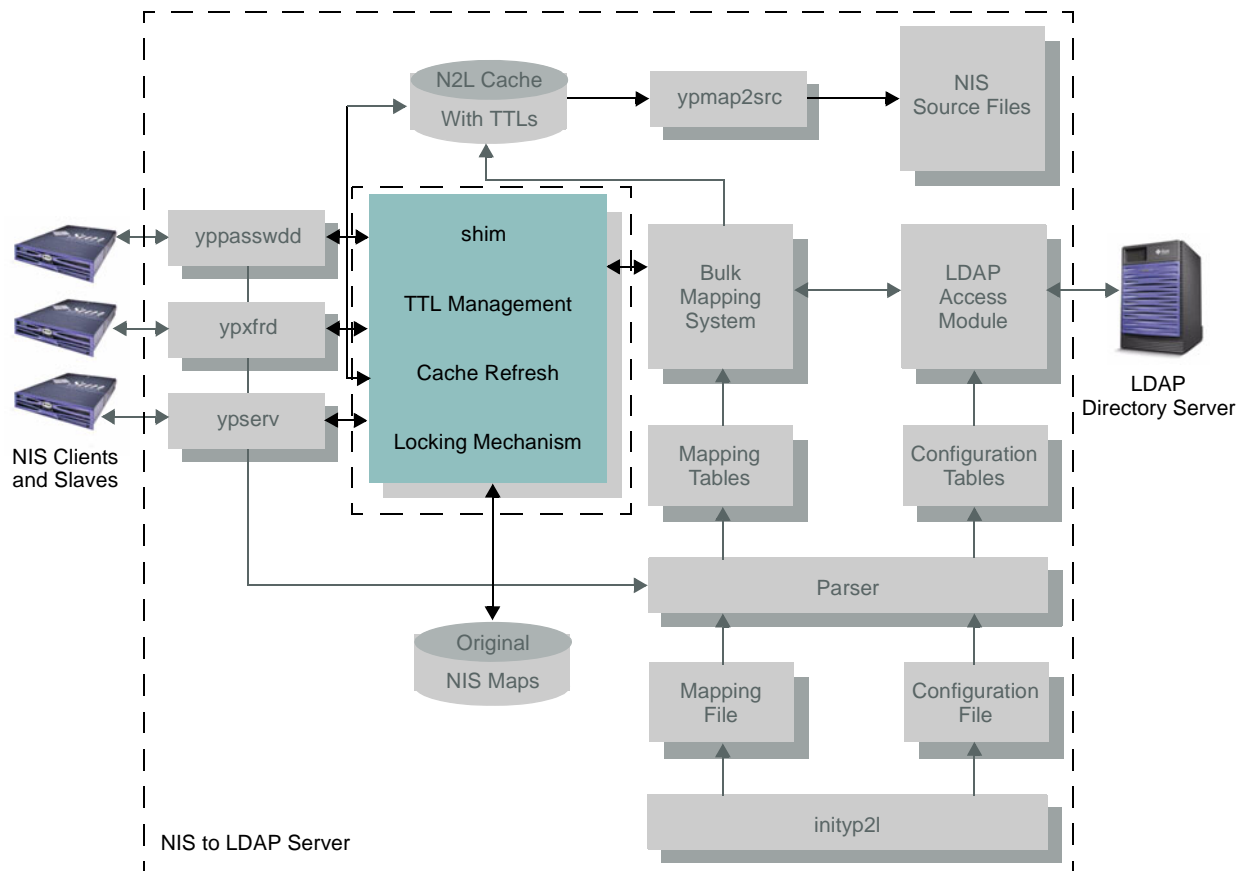 N2L Cache
With TTLs
ypmap2src
NIS
Source Files
yppasswdd
ypxfrd
ypserv
shim
TTL Management
Cache Refresh
Locking Mechanism
Bulk
Mapping
System
LDAP
Access
Module
NIS Clients
and Slaves
LDAP
Directory Server
Mapping
Tables
Configuration
Tables
Parser
Original
NIS Maps
Mapping
File
Configuration
File
inityp2l
NIS to LDAP Server